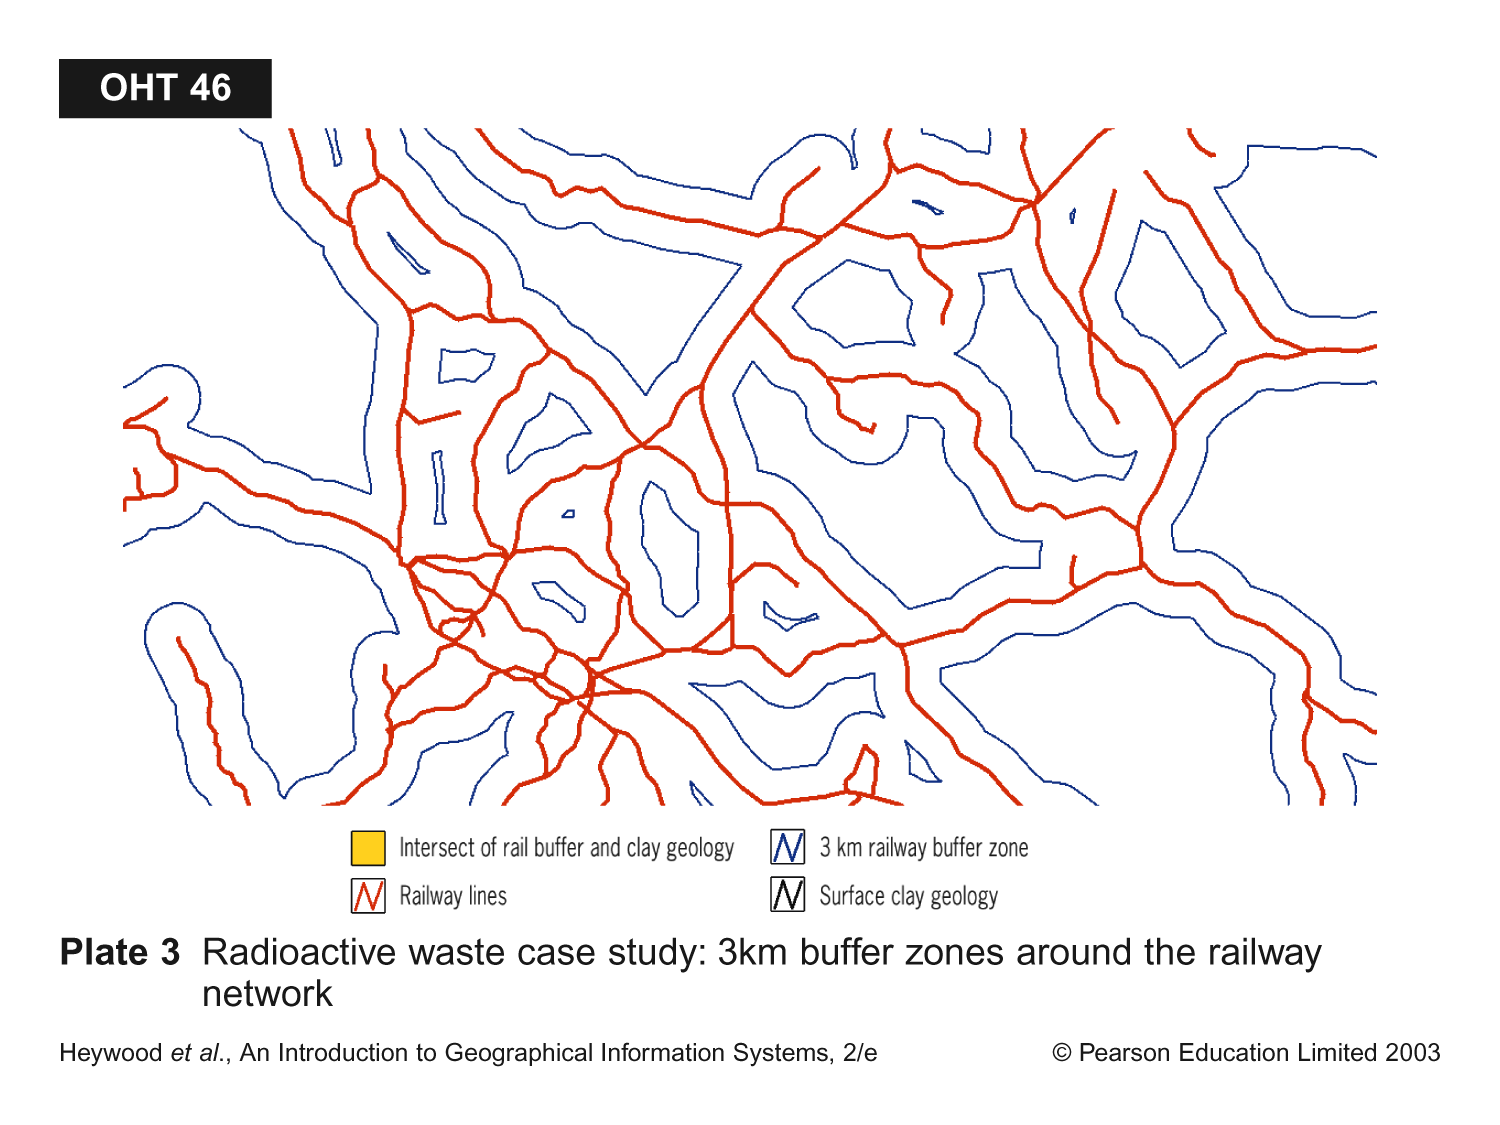 OHT 46
Intersect of rail buffer and clay geology
3 km railway buffer zone
Railway lines
Surface clay geology
Plate 3 Radioactive waste case study: 3km buffer zones around the railway
network
Heywood et al., An Introduction to Geographical Information Systems, 2/e
© Pearson Education Limited 2003